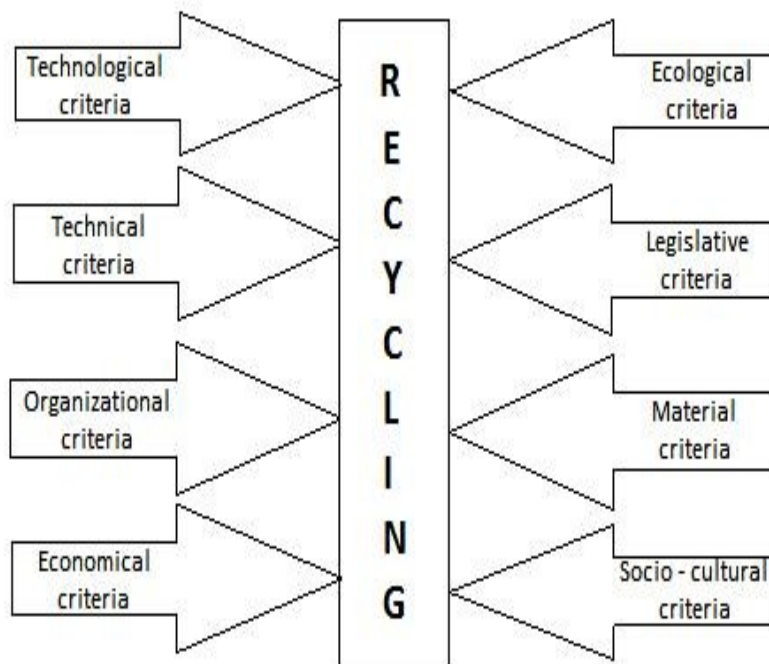 Technological
criteria
Technical
criteria
Organizational
criteria
Economical
criteria
R
E
C
Y
C
L
I
N
G
Ecological
criteria
Legislative
criteria
Material
criteria
Socio - cultural
criteria